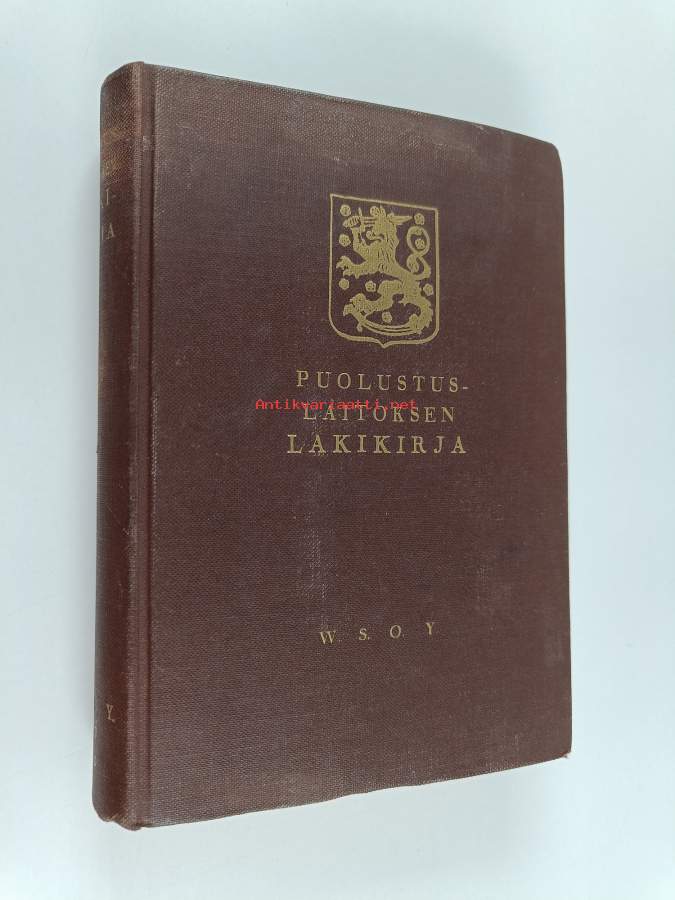 PUOLUSTUS-
Antikvariaatti.net
LAITOKSEN
LAKIKIRJA
W. S. O. Y.